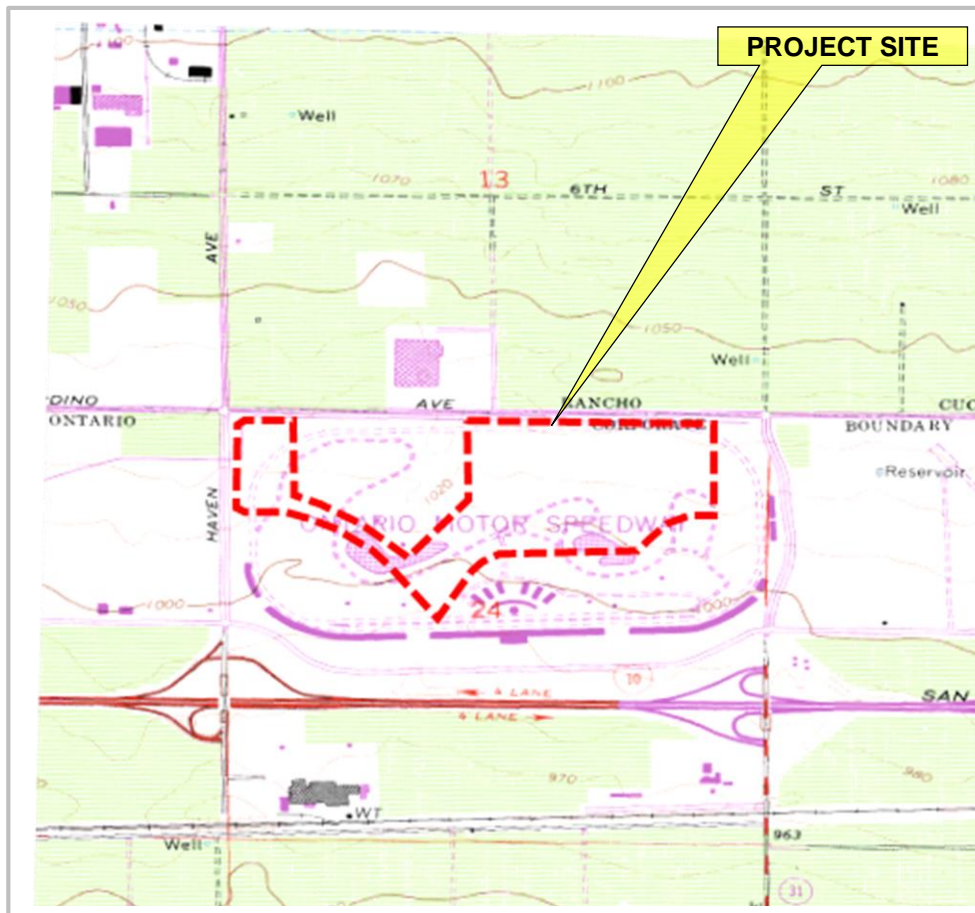 PROJECT SITE
1100
1100
Well
1070
13
6TH
ST
1080
Well
AVE
1050
1050
Well
DINO
AVE
RANCHO
CUC
ONTARIO
CORPORATE
BOUNDARY
Reservoir
1020
HAVEN
ONTARIO MOTOR SPEEDWAY
1000
24
1000
10
4 LANE
SAN
4 LANE
970
980
WT
963
Well
31